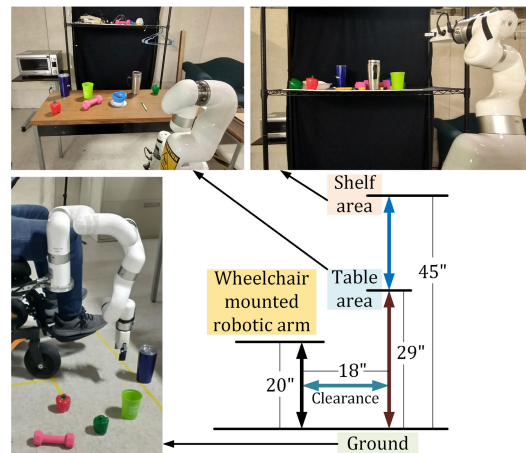 Shelf
area
Wheelchair
mounted
robotic arm
Table
area
45"
29"
18"
20"
Clearance
Ground